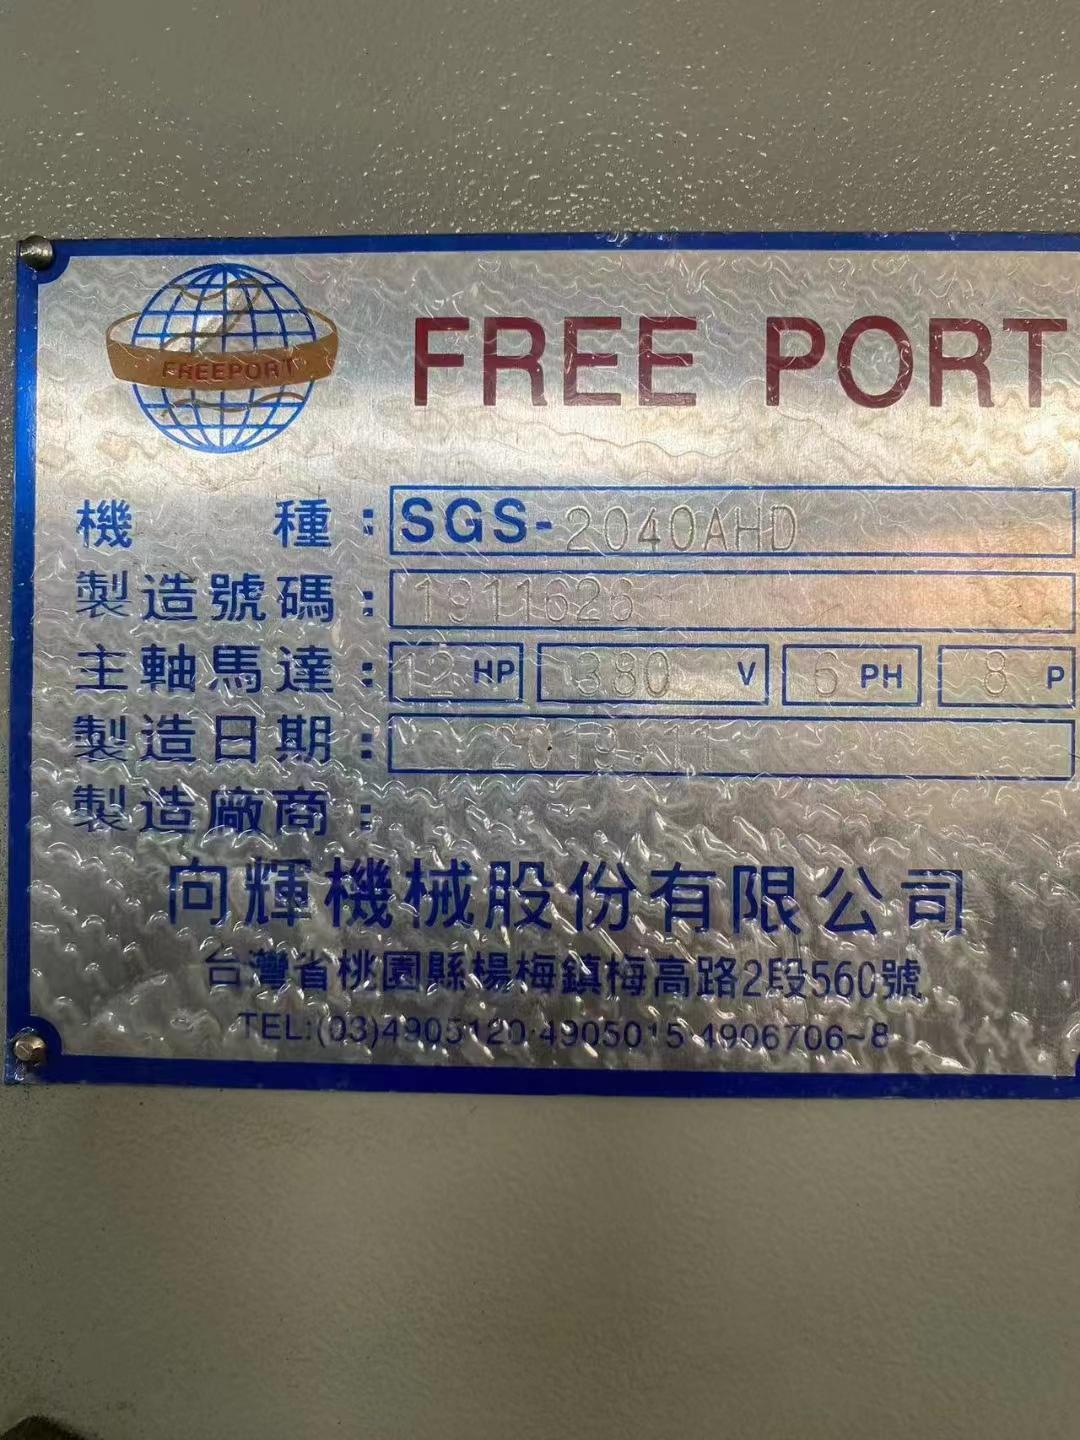 FREEPORT
FREE PORT
機種：SGS-2040AHD
製造號碼：1911626
主軸馬達：12 HP 380 V 6 PH 8 P
製造日期：2019.11
製造廠商：
向輝機械股份有限公司
台灣省桃園縣楊梅鎮梅高路2段560號
TEL:(03)4905120·4905015·4906706~8